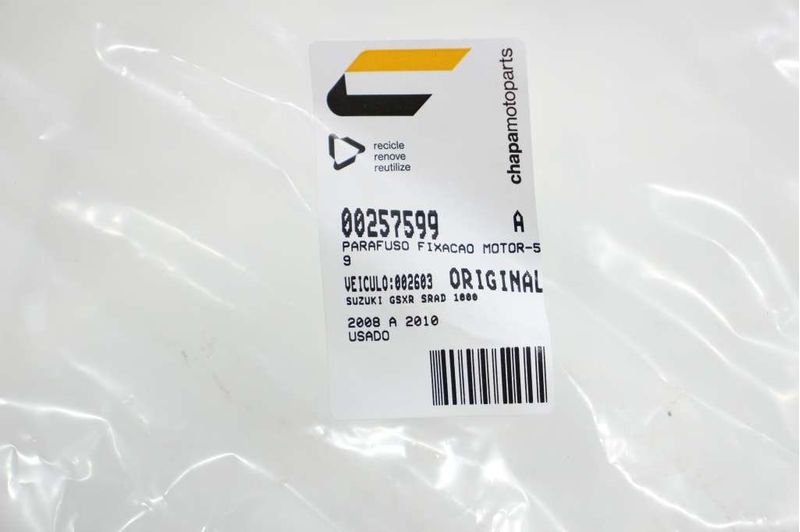 chapamotoparts
recicle
renove
reutilize
00257599 A
PARAFUSO FIXACAO MOTOR-5
9
VEICULO:002603 ORIGINAL
SUZUKI GSXR SRAD 1000
2008 A 2010
USADO